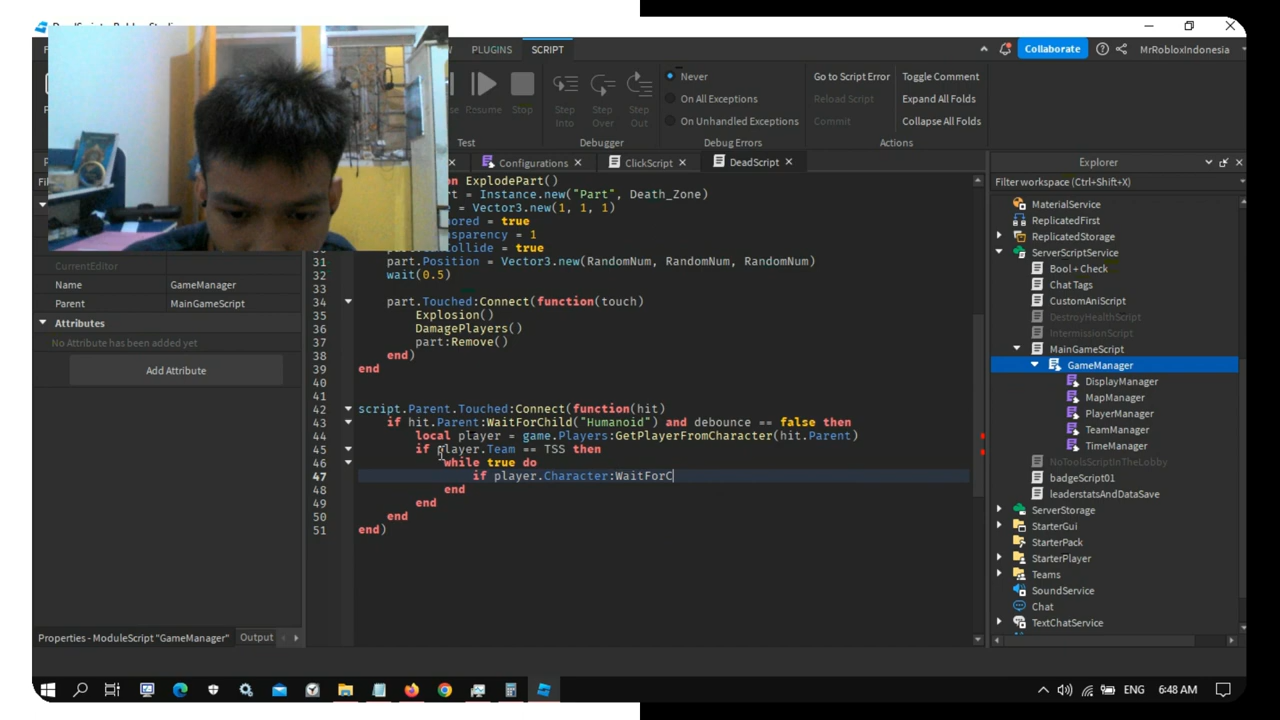 PLUGINS
SCRIPT
Collaborate
MrRobloxIndonesia
Resume
Stop
Step Into
Step Over
Step Out
Never
On All Exceptions
On Unhandled Exceptions
Go to Script Error
Reload Script
Commit
Toggle Comment
Expand All Folds
Collapse All Folds
Test
Debugger
Debug Errors
Actions
Configurations
ClickScript
DeadScript
Explorer
Filter workspace (Ctrl+Shift+X)
CurrentEditor
Name GameManager
Parent MainGameScript
Attributes
No Attribute has been added yet
Add Attribute
Properties - ModuleScript "GameManager"
Output
on ExplodePart()
rt = Instance.new("Part", Death_Zone)
e = Vector3.new(1, 1, 1)
ored = true
sparency = 1
ollide = true
31 part.Position = Vector3.new(RandomNum, RandomNum, RandomNum)
32 wait(0.5)
33
34 part.Touched:Connect(function(touch)
35 Explosion()
36 DamagePlayers()
37 part:Remove()
38 end)
39 end
40
41
42 script.Parent.Touched:Connect(function(hit)
43 if hit.Parent:WaitForChild("Humanoid") and debounce == false then
44 local player = game.Players:GetPlayerFromCharacter(hit.Parent)
45 if player.Team == TSS then
46 while true do
47 if player.Character:WaitForC
48 end
49 end
50 end
51 end)
MaterialService
ReplicatedFirst
ReplicatedStorage
ServerScriptService
Bool + Check
Chat Tags
CustomAniScript
DestroyHealthScript
IntermissionScript
MainGameScript
GameManager
DisplayManager
MapManager
PlayerManager
TeamManager
TimeManager
NoToolsScriptInTheLobby
badgeScript01
leaderstatsAndDataSave
ServerStorage
StarterGui
StarterPack
StarterPlayer
Teams
SoundService
Chat
TextChatService
ENG
6:48 AM